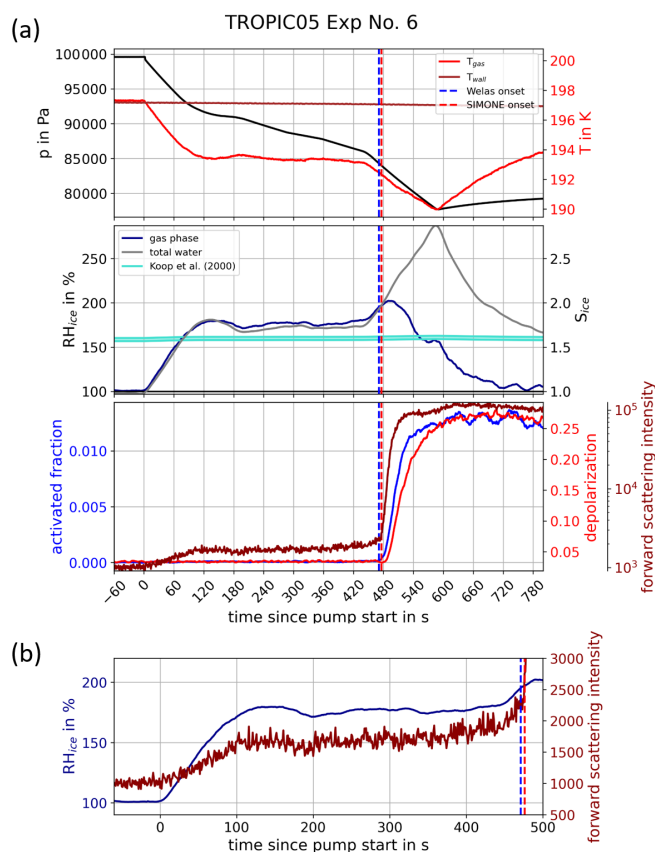 TROPIC05 Exp No. 6
(a)
100000
95000
90000
85000
80000
p in Pa
200
198
196
194
192
190
T in K
T_gas
T_wall
Welas onset
SIMONE onset
250
200
150
100
RH_ice in %
2.5
2.0
1.5
1.0
S_ice
gas phase
total water
Koop et al. (2000)
0.010
0.005
0.000
activated fraction
0.25
0.20
0.15
0.10
0.05
depolarization
10^5
10^4
10^3
forward scattering intensity
−60 0 60 120 180 240 300 360 420 480 540 600 660 720 780
time since pump start in s
(b)
200
150
100
RH_ice in %
3000
2500
2000
1500
1000
500
forward scattering intensity
0 100 200 300 400 500
time since pump start in s